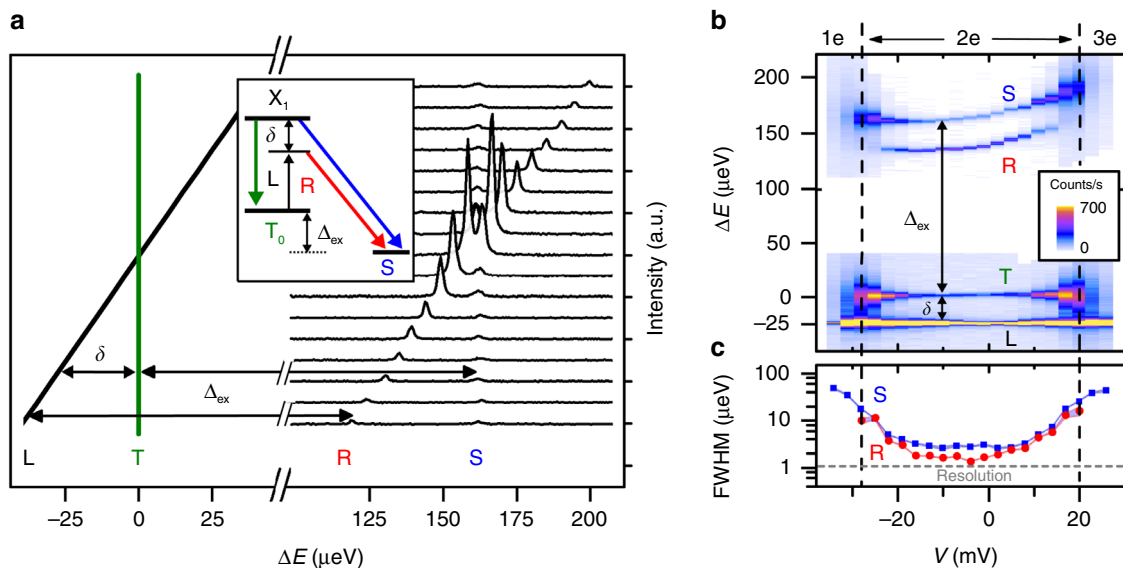 a
X₁
δ
L
R
T₀
Δex
S
δ
Δex
L
T
R
S
−25
0
25
125
150
175
200
ΔE (μeV)
Intensity (a.u.)
b
1e
2e
3e
200
150
100
50
0
−25
ΔE (μeV)
S
R
Δex
T
δ
L
Counts/s
700
0
c
100
10
1
FWHM (μeV)
S
R
Resolution
−20
0
20
V (mV)